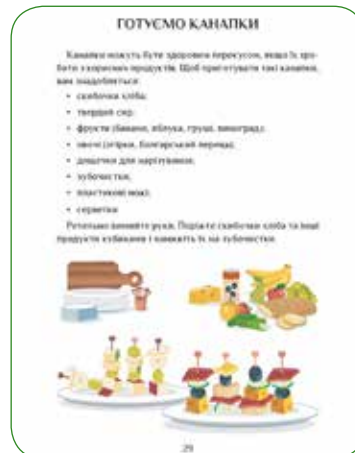 ГОТУЄМО КАНАПКИ
Канапки можуть бути здоровим перекусом, якщо їх зро-
бити з корисних продуктів. Щоб приготувати такі канапки,
вам знадобляться:
• скибочки хліба;
• твердий сир;
• фрукти (банани, яблука, груші, виноград);
• овочі (огірки, болгарський перець);
• дощечки для нарізування;
• зубочистки;
• пластикові ножі;
• серветки
Ретельно вимийте руки. Поріжте скибочки хліба та інші
продукти кубиками і нанижіть їх на зубочистки.
29